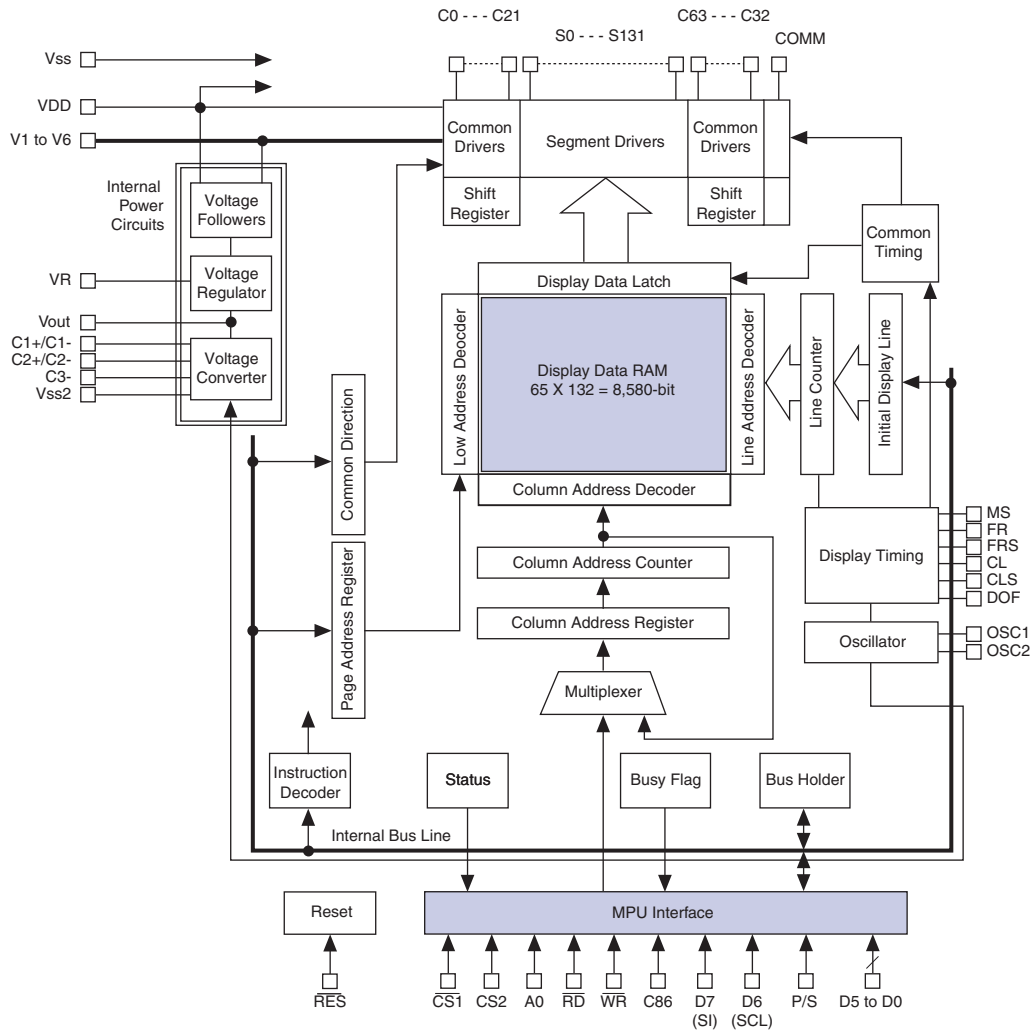 C0 - - - C21
C63 - - - C32
S0 - - - S131
COMM
Vss
VDD
V1 to V6
Common
Drivers
Segment Drivers
Common
Drivers
Shift
Register
Shift
Register
Internal
Power
Circuits
Voltage
Followers
Voltage
Regulator
Voltage
Converter
VR
Vout
C1+/C1-
C2+/C2-
C3-
Vss2
Common
Timing
Display Data Latch
Low Address Deocder
Display Data RAM
65 X 132 = 8,580-bit
Line Address Deocder
Line Counter
Initial Display Line
Column Address Decoder
Common Direction
Page Address Register
Column Address Counter
Column Address Register
Multiplexer
Display Timing
MS
FR
FRS
CL
CLS
DOF
Oscillator
OSC1
OSC2
Instruction
Decoder
Status
Busy Flag
Bus Holder
Internal Bus Line
Reset
MPU Interface
RES
CS1
CS2
A0
RD
WR
C86
D7
(SI)
D6
(SCL)
P/S
D5 to D0